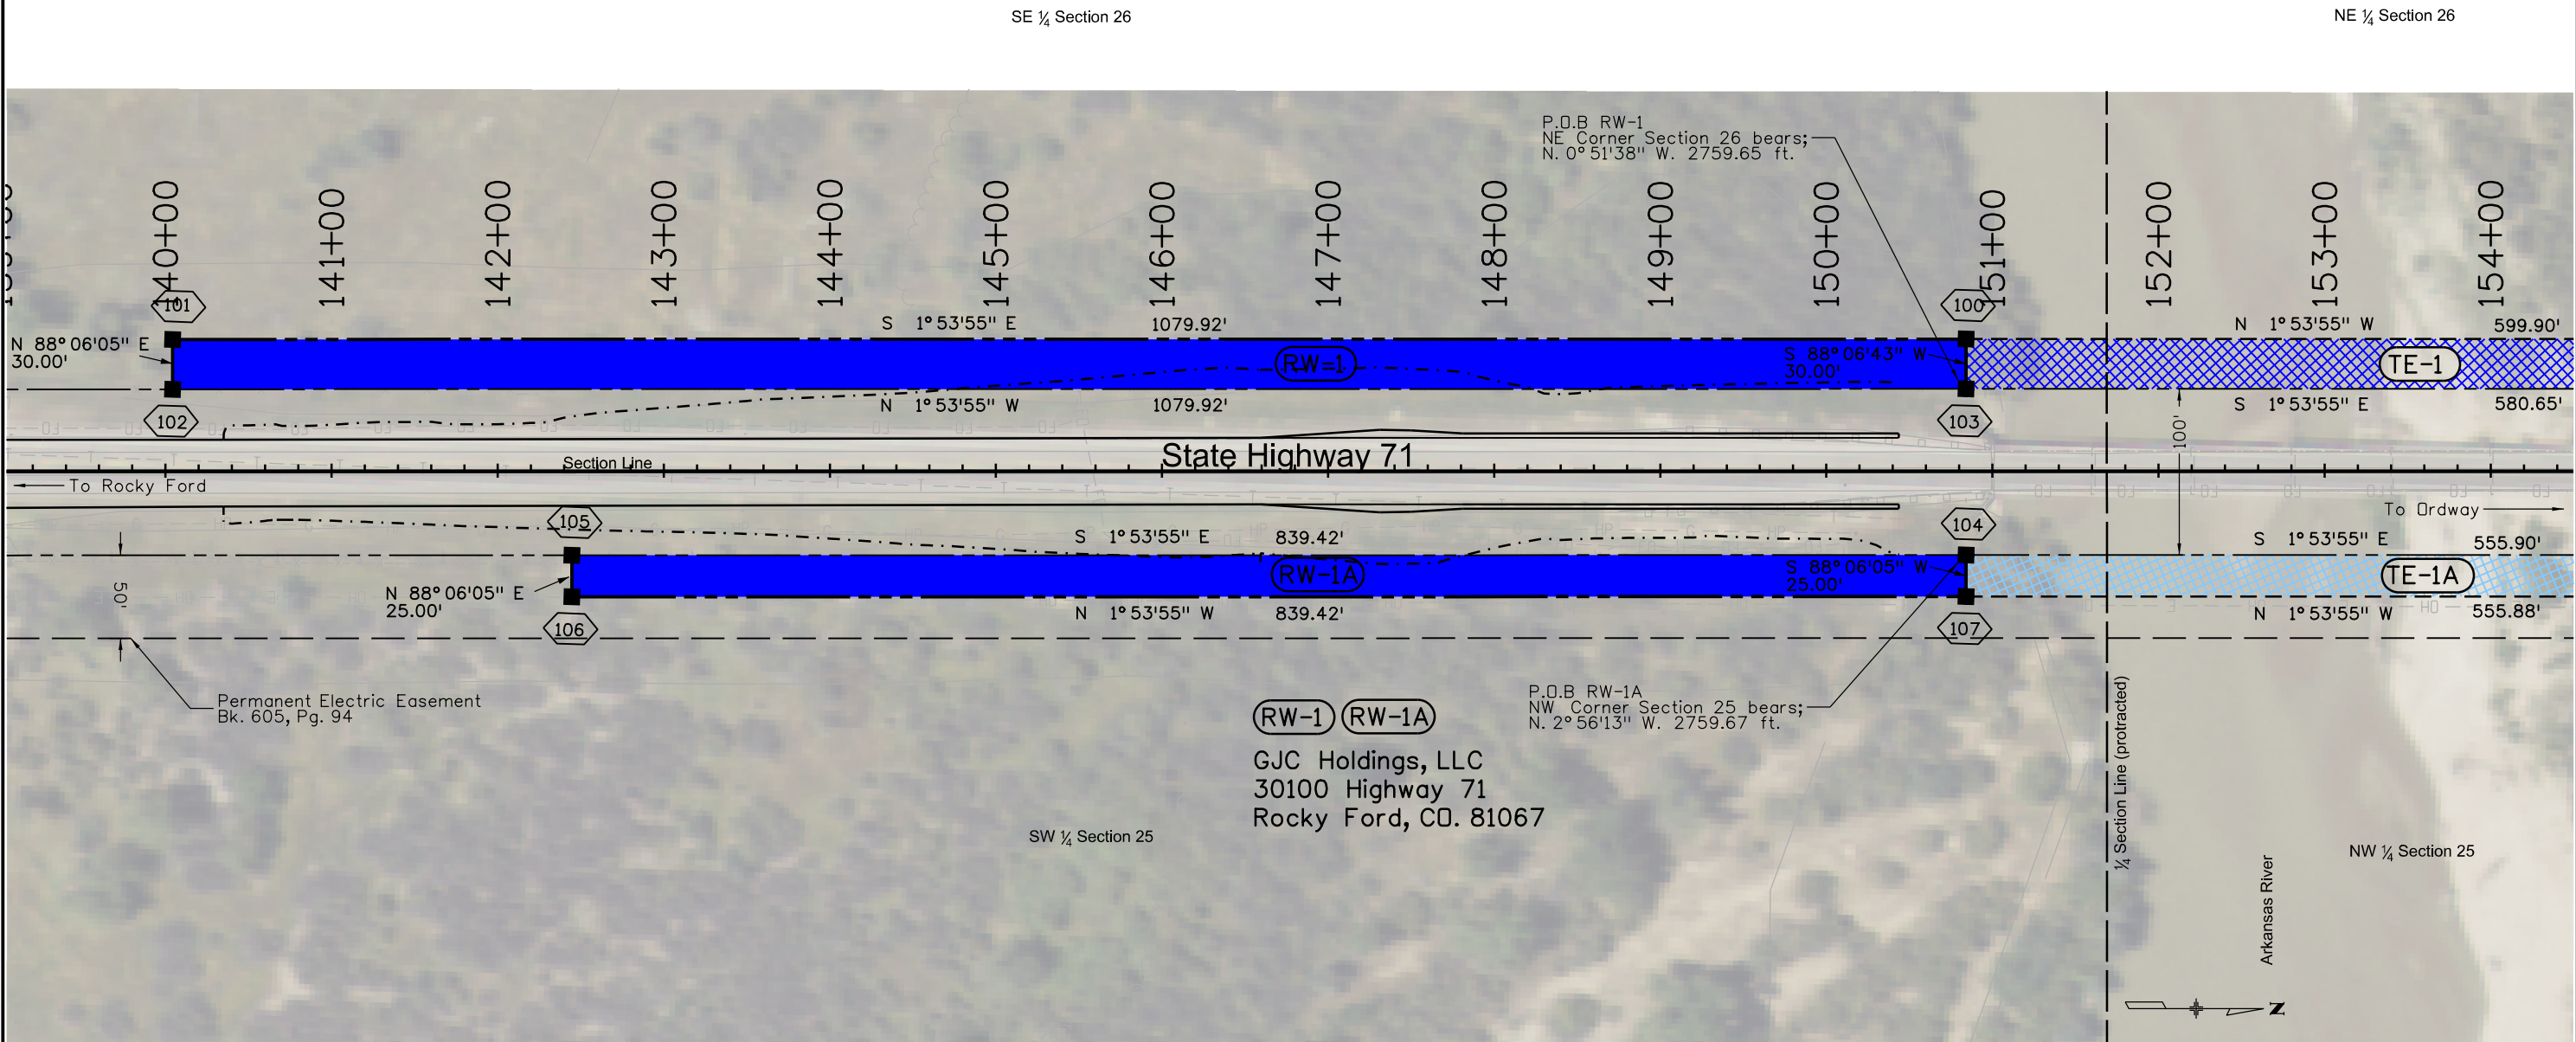 SE ¼ Section 26
NE ¼ Section 26
P.O.B RW-1
NE Corner Section 26 bears;
N. 0°51'38" W. 2759.65 ft.
140+00
141+00
142+00
143+00
144+00
145+00
146+00
147+00
148+00
149+00
150+00
151+00
152+00
153+00
154+00
101
100
S 1°53'55" E 1079.92'
N 1°53'55" W 599.90'
N 88°06'05" E
30.00'
RW-1
S 88°06'43" W
30.00'
TE-1
N 1°53'55" W 1079.92'
S 1°53'55" E 580.65'
102
103
100'
State Highway 71
Section Line
To Rocky Ford
To Ordway
105
104
S 1°53'55" E 839.42'
S 1°53'55" E 555.90'
50'
N 88°06'05" E
25.00'
RW-1A
S 88°06'05" W
25.00'
TE-1A
N 1°53'55" W 839.42'
N 1°53'55" W 555.88'
106
107
Permanent Electric Easement
Bk. 605, Pg. 94
P.O.B RW-1A
NW Corner Section 25 bears;
N. 2°56'13" W. 2759.67 ft.
RW-1 RW-1A
GJC Holdings, LLC
30100 Highway 71
Rocky Ford, CO. 81067
SW ¼ Section 25
¼ Section Line (protracted)
NW ¼ Section 25
Arkansas River
N